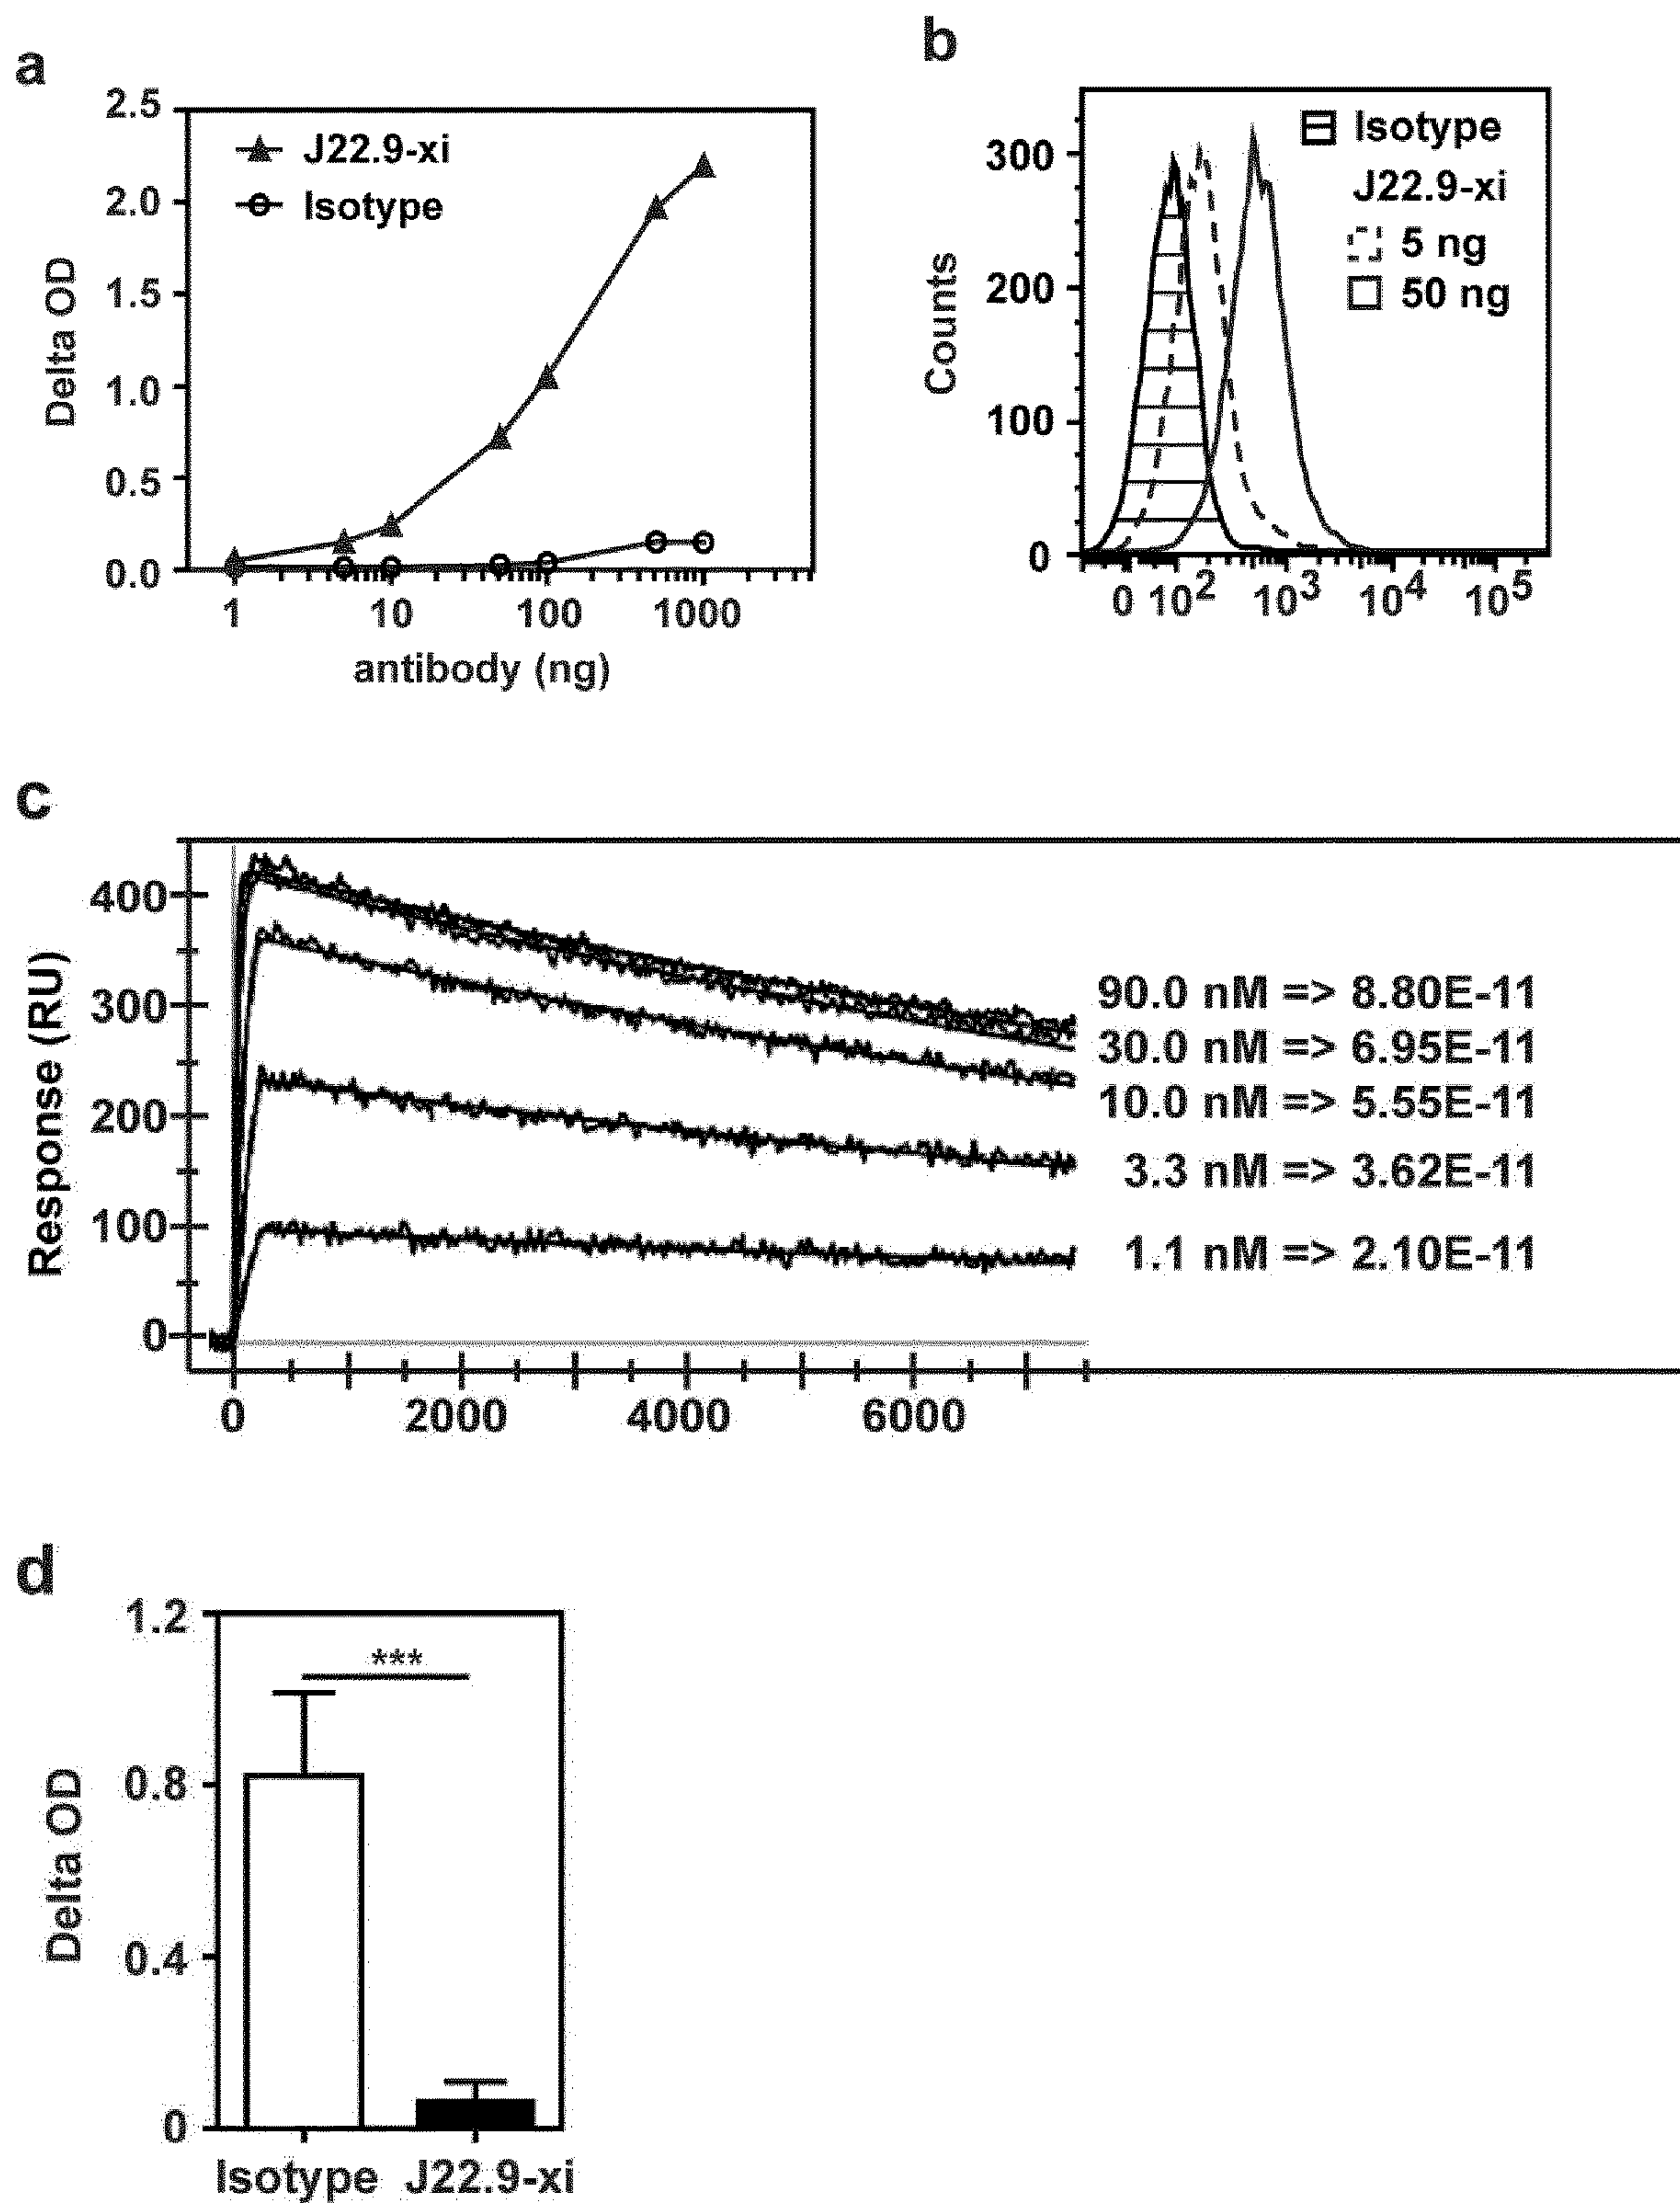 a
2.5
2.0
1.5
1.0
0.5
0.0
Delta OD
J22.9-xi
Isotype
1 10 100 1000
antibody (ng)
b
300
200
100
0
Counts
Isotype
J22.9-xi
5 ng
50 ng
0 10² 10³ 10⁴ 10⁵
c
400
300
200
100
0
Response (RU)
90.0 nM => 8.80E-11
30.0 nM => 6.95E-11
10.0 nM => 5.55E-11
3.3 nM => 3.62E-11
1.1 nM => 2.10E-11
0 2000 4000 6000
d
1.2
0.8
0.4
0
Delta OD
***
Isotype J22.9-xi